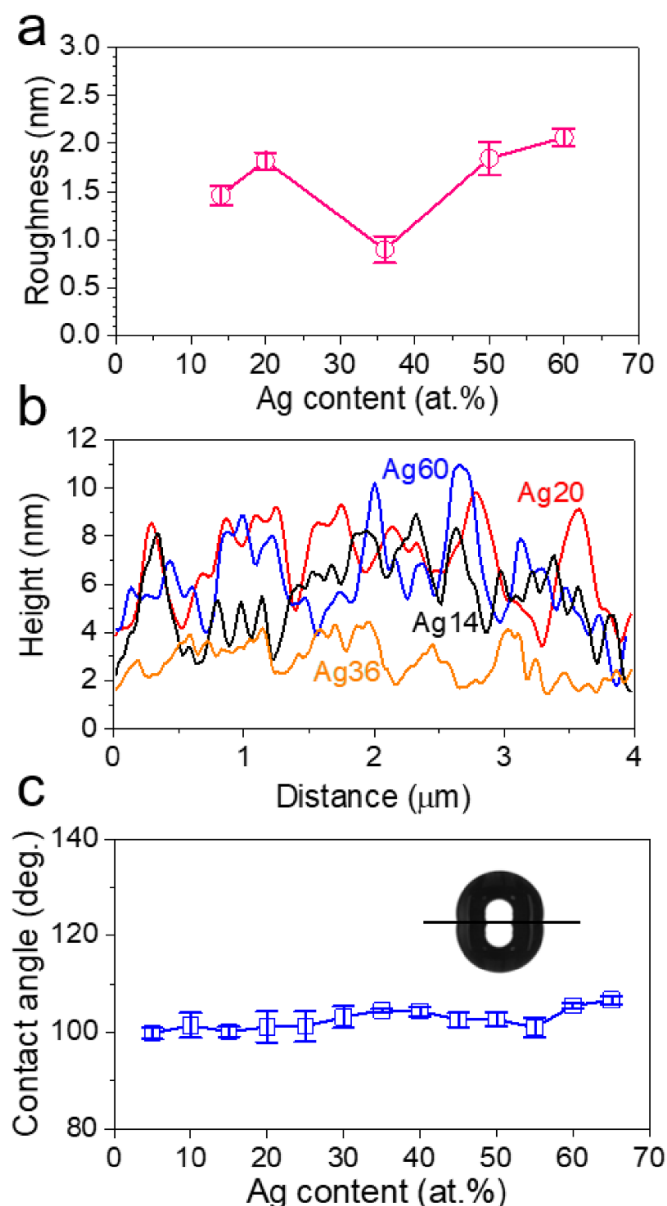 a
Roughness (nm)
3.0
2.5
2.0
1.5
1.0
0.5
0.0
0 10 20 30 40 50 60 70
Ag content (at.%)
b
Height (nm)
12
10
8
6
4
2
0
Ag60
Ag20
Ag14
Ag36
0 1 2 3 4
Distance (μm)
c
Contact angle (deg.)
140
120
100
80
0 10 20 30 40 50 60 70
Ag content (at.%)